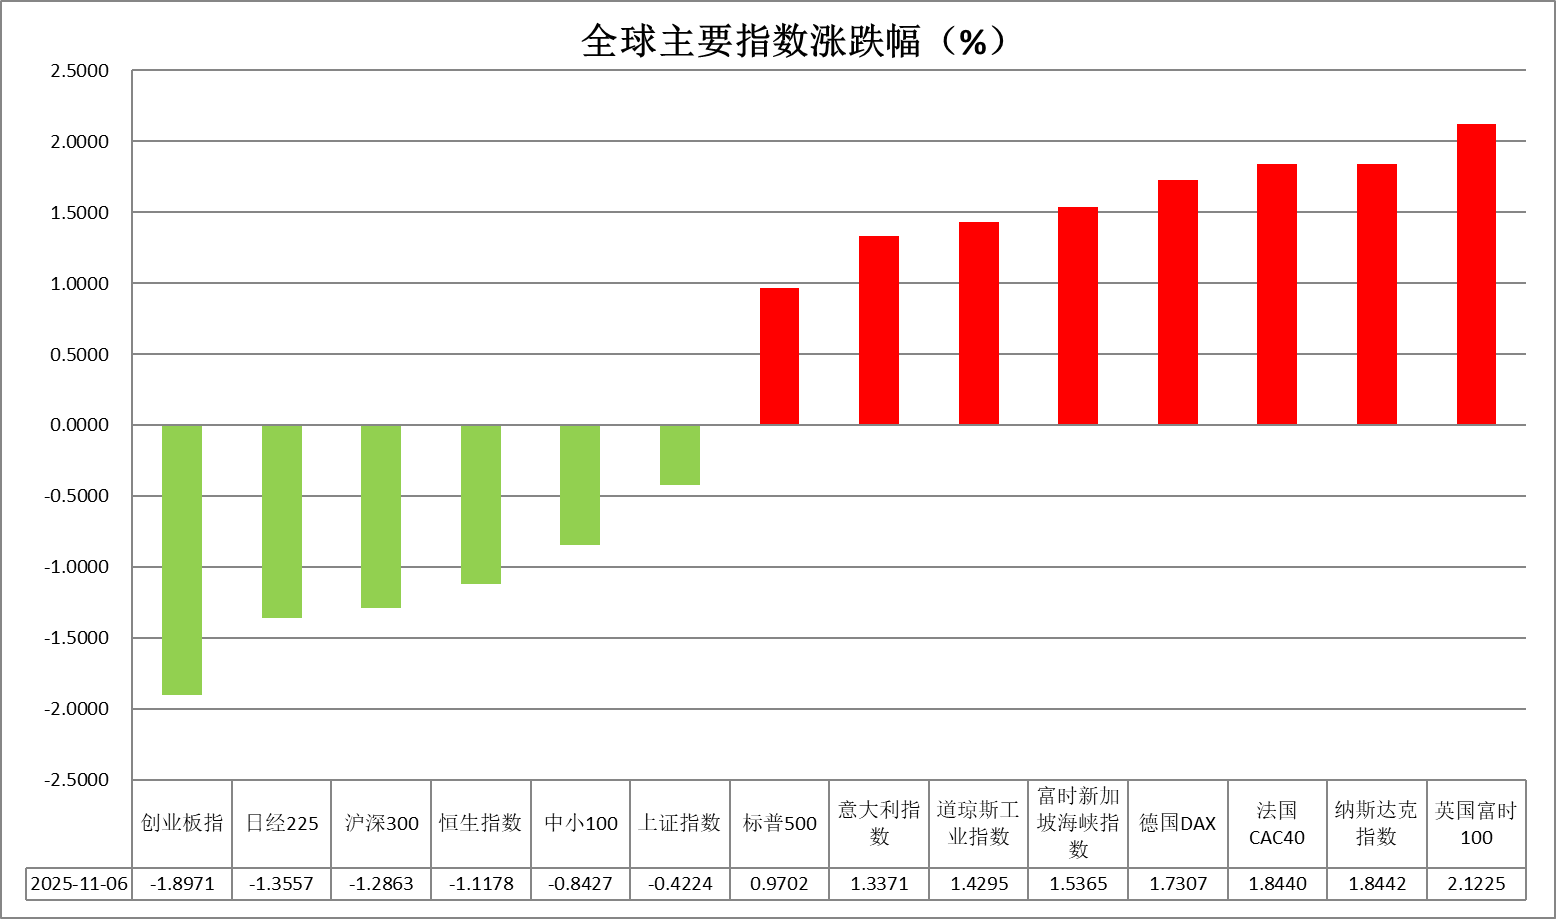 全球主要指数涨跌幅（%）
2.5000
2.0000
1.5000
1.0000
0.5000
0.0000
-0.5000
-1.0000
-1.5000
-2.0000
-2.5000
创业板指
日经225
沪深300
恒生指数
中小100
上证指数
标普500
意大利指
数
道琼斯工
业指数
富时新加
坡海峡指
数
德国DAX
法国
CAC40
纳斯达克
指数
英国富时
100
2025-11-06 -1.8971 -1.3557 -1.2863 -1.1178 -0.8427 -0.4224 0.9702 1.3371 1.4295 1.5365 1.7307 1.8440 1.8442 2.1225